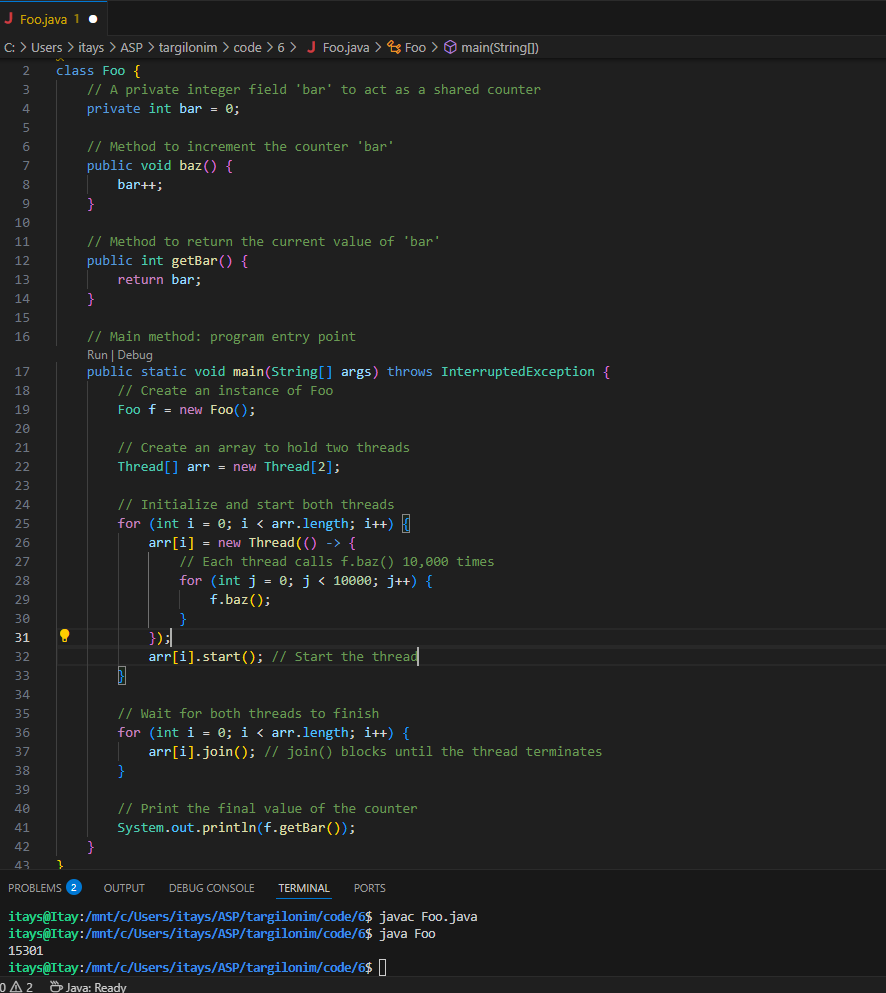 J Foo.java 1
C: > Users > itays > ASP > targilonim > code > 6 > J Foo.java > Foo > main(String[])
2 class Foo {
3 // A private integer field 'bar' to act as a shared counter
4 private int bar = 0;
5
6 // Method to increment the counter 'bar'
7 public void baz() {
8 bar++;
9 }
10
11 // Method to return the current value of 'bar'
12 public int getBar() {
13 return bar;
14 }
15
16 // Main method: program entry point
Run | Debug
17 public static void main(String[] args) throws InterruptedException {
18 // Create an instance of Foo
19 Foo f = new Foo();
20
21 // Create an array to hold two threads
22 Thread[] arr = new Thread[2];
23
24 // Initialize and start both threads
25 for (int i = 0; i < arr.length; i++) {
26 arr[i] = new Thread(() -> {
27 // Each thread calls f.baz() 10,000 times
28 for (int j = 0; j < 10000; j++) {
29 f.baz();
30 }
31 });
32 arr[i].start(); // Start the thread
33 }
34
35 // Wait for both threads to finish
36 for (int i = 0; i < arr.length; i++) {
37 arr[i].join(); // join() blocks until the thread terminates
38 }
39
40 // Print the final value of the counter
41 System.out.println(f.getBar());
42 }
43 }
PROBLEMS 2 OUTPUT DEBUG CONSOLE TERMINAL PORTS
itays@Itay:/mnt/c/Users/itays/ASP/targilonim/code/6$ javac Foo.java
itays@Itay:/mnt/c/Users/itays/ASP/targilonim/code/6$ java Foo
15301
itays@Itay:/mnt/c/Users/itays/ASP/targilonim/code/6$
0 2 Java: Ready